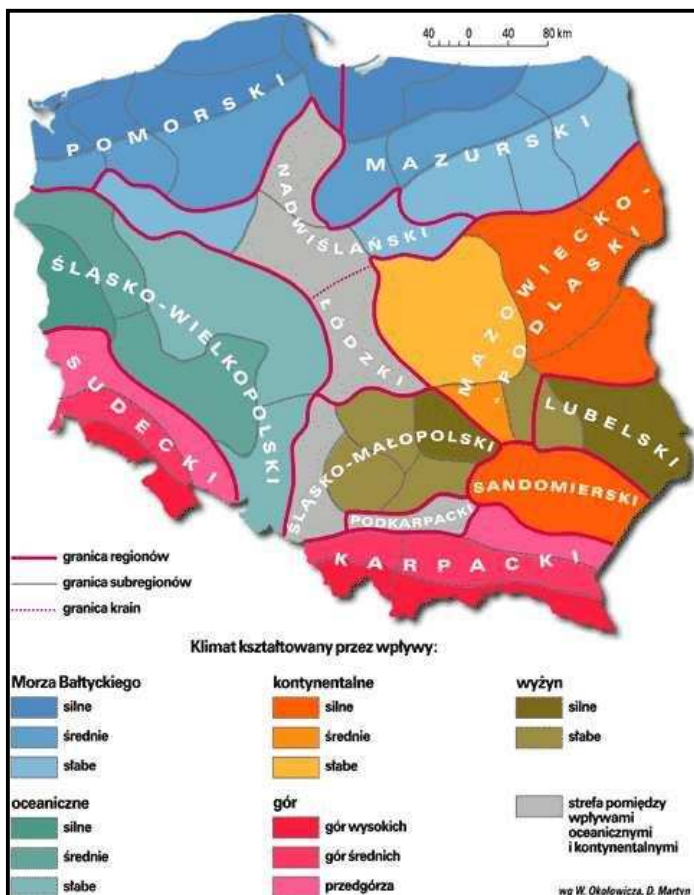 40 0 40 80 km
POMORSKI
MAZURSKI
NADWIŚLAŃSKI
MAZOWIECKO-
-PODLASKI
ŚLĄSKO-WIELKOPOLSKI
ŁÓDZKI
SUDECKI
LUBELSKI
ŚLĄSKO-MAŁOPOLSKI
SANDOMIERSKI
PODKARPACKI
KARPACKI
granica regionów
granica subregionów
granica krain
Klimat kształtowany przez wpływy:
Morza Bałtyckiego
silne
średnie
słabe
kontynentalne
silne
średnie
słabe
wyżyn
silne
słabe
oceaniczne
silne
średnie
słabe
gór
gór wysokich
gór średnich
przedgórza
strefa pomiędzy
wpływami
oceanicznymi
i kontynentalnymi
wg W. Okołowicza, D. Martyn